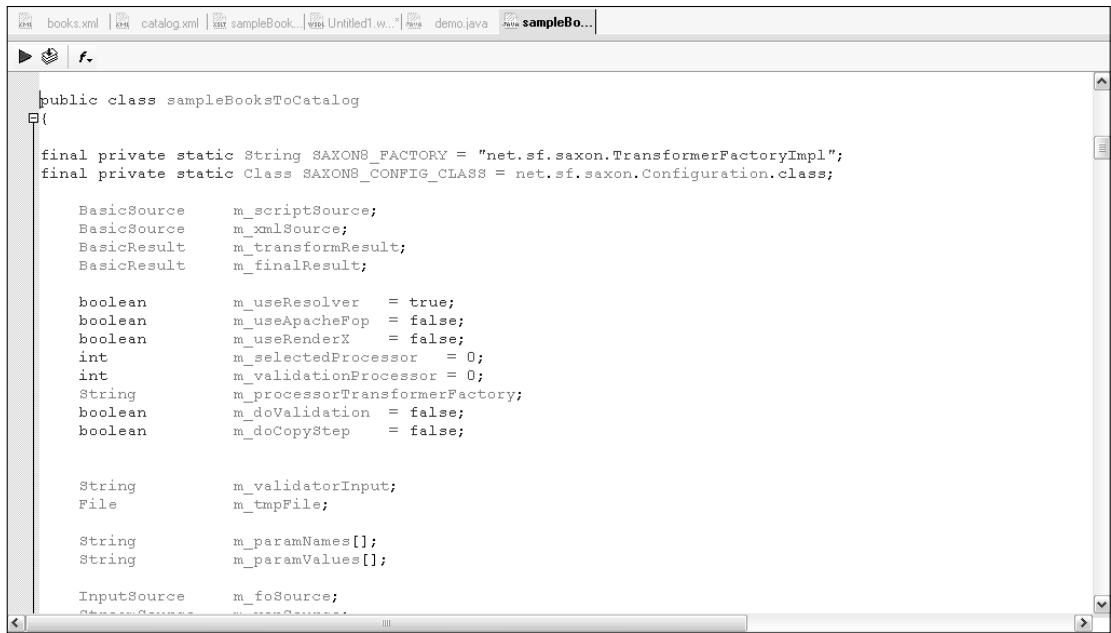 books.xml catalog.xml sampleBook... Untitled1.w...* demo.java sampleBo...
public class sampleBooksToCatalog
{
final private static String SAXON8_FACTORY = "net.sf.saxon.TransformerFactoryImpl";
final private static Class SAXON8_CONFIG_CLASS = net.sf.saxon.Configuration.class;
BasicSource m_scriptSource;
BasicSource m_xmlSource;
BasicResult m_transformResult;
BasicResult m_finalResult;
boolean m_useResolver = true;
boolean m_useApacheFop = false;
boolean m_useRenderX = false;
int m_selectedProcessor = 0;
int m_validationProcessor = 0;
String m_processorTransformerFactory;
boolean m_doValidation = false;
boolean m_doCopyStep = false;
String m_validatorInput;
File m_tmpFile;
String m_paramNames[];
String m_paramValues[];
InputSource m_foSource;